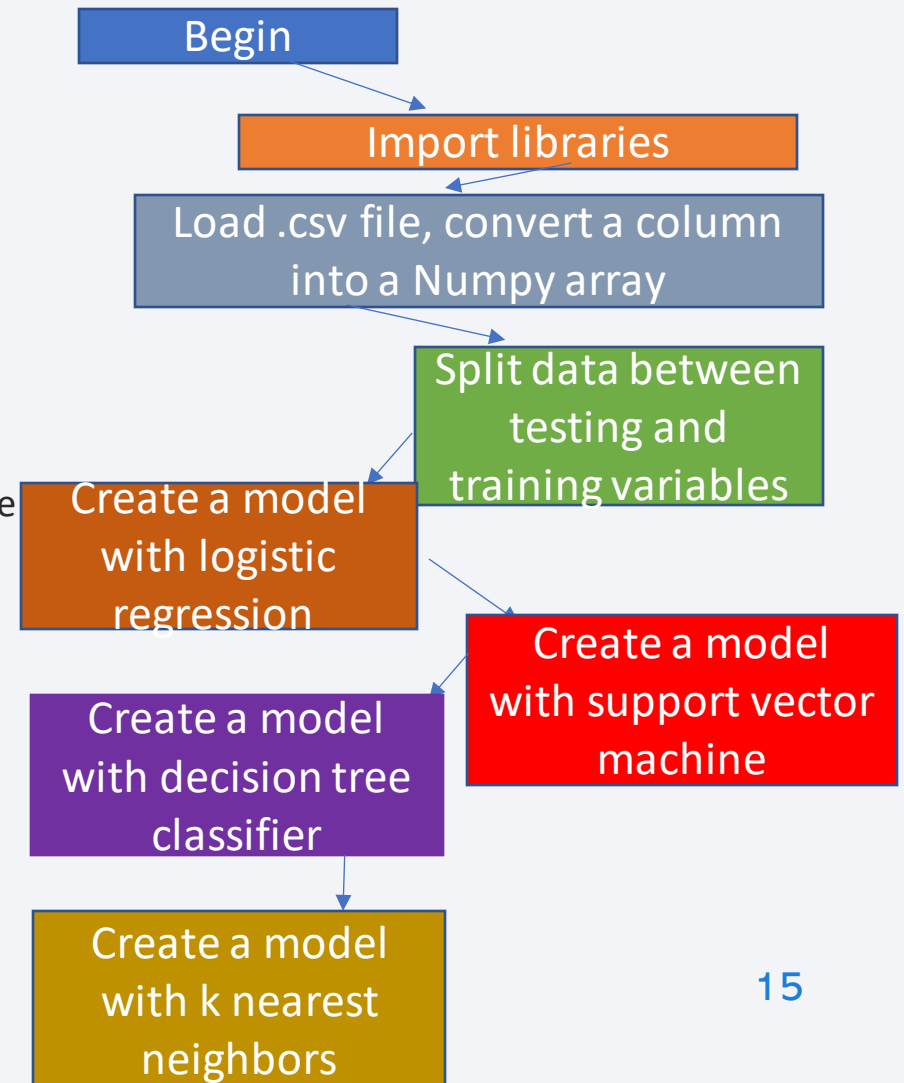 Begin
Import libraries
Load .csv file, convert a column
into a Numpy array
Split data between
testing and
training variables
e
Create a model
with logistic
regression
Create a model
with support vector
machine
Create a model
with decision tree
classifier
Create a model
with k nearest
neighbors
15